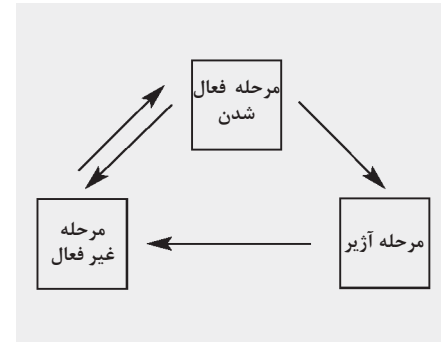 مرحله فعال
شدن
مرحله
غیر فعال
مرحله آژیر